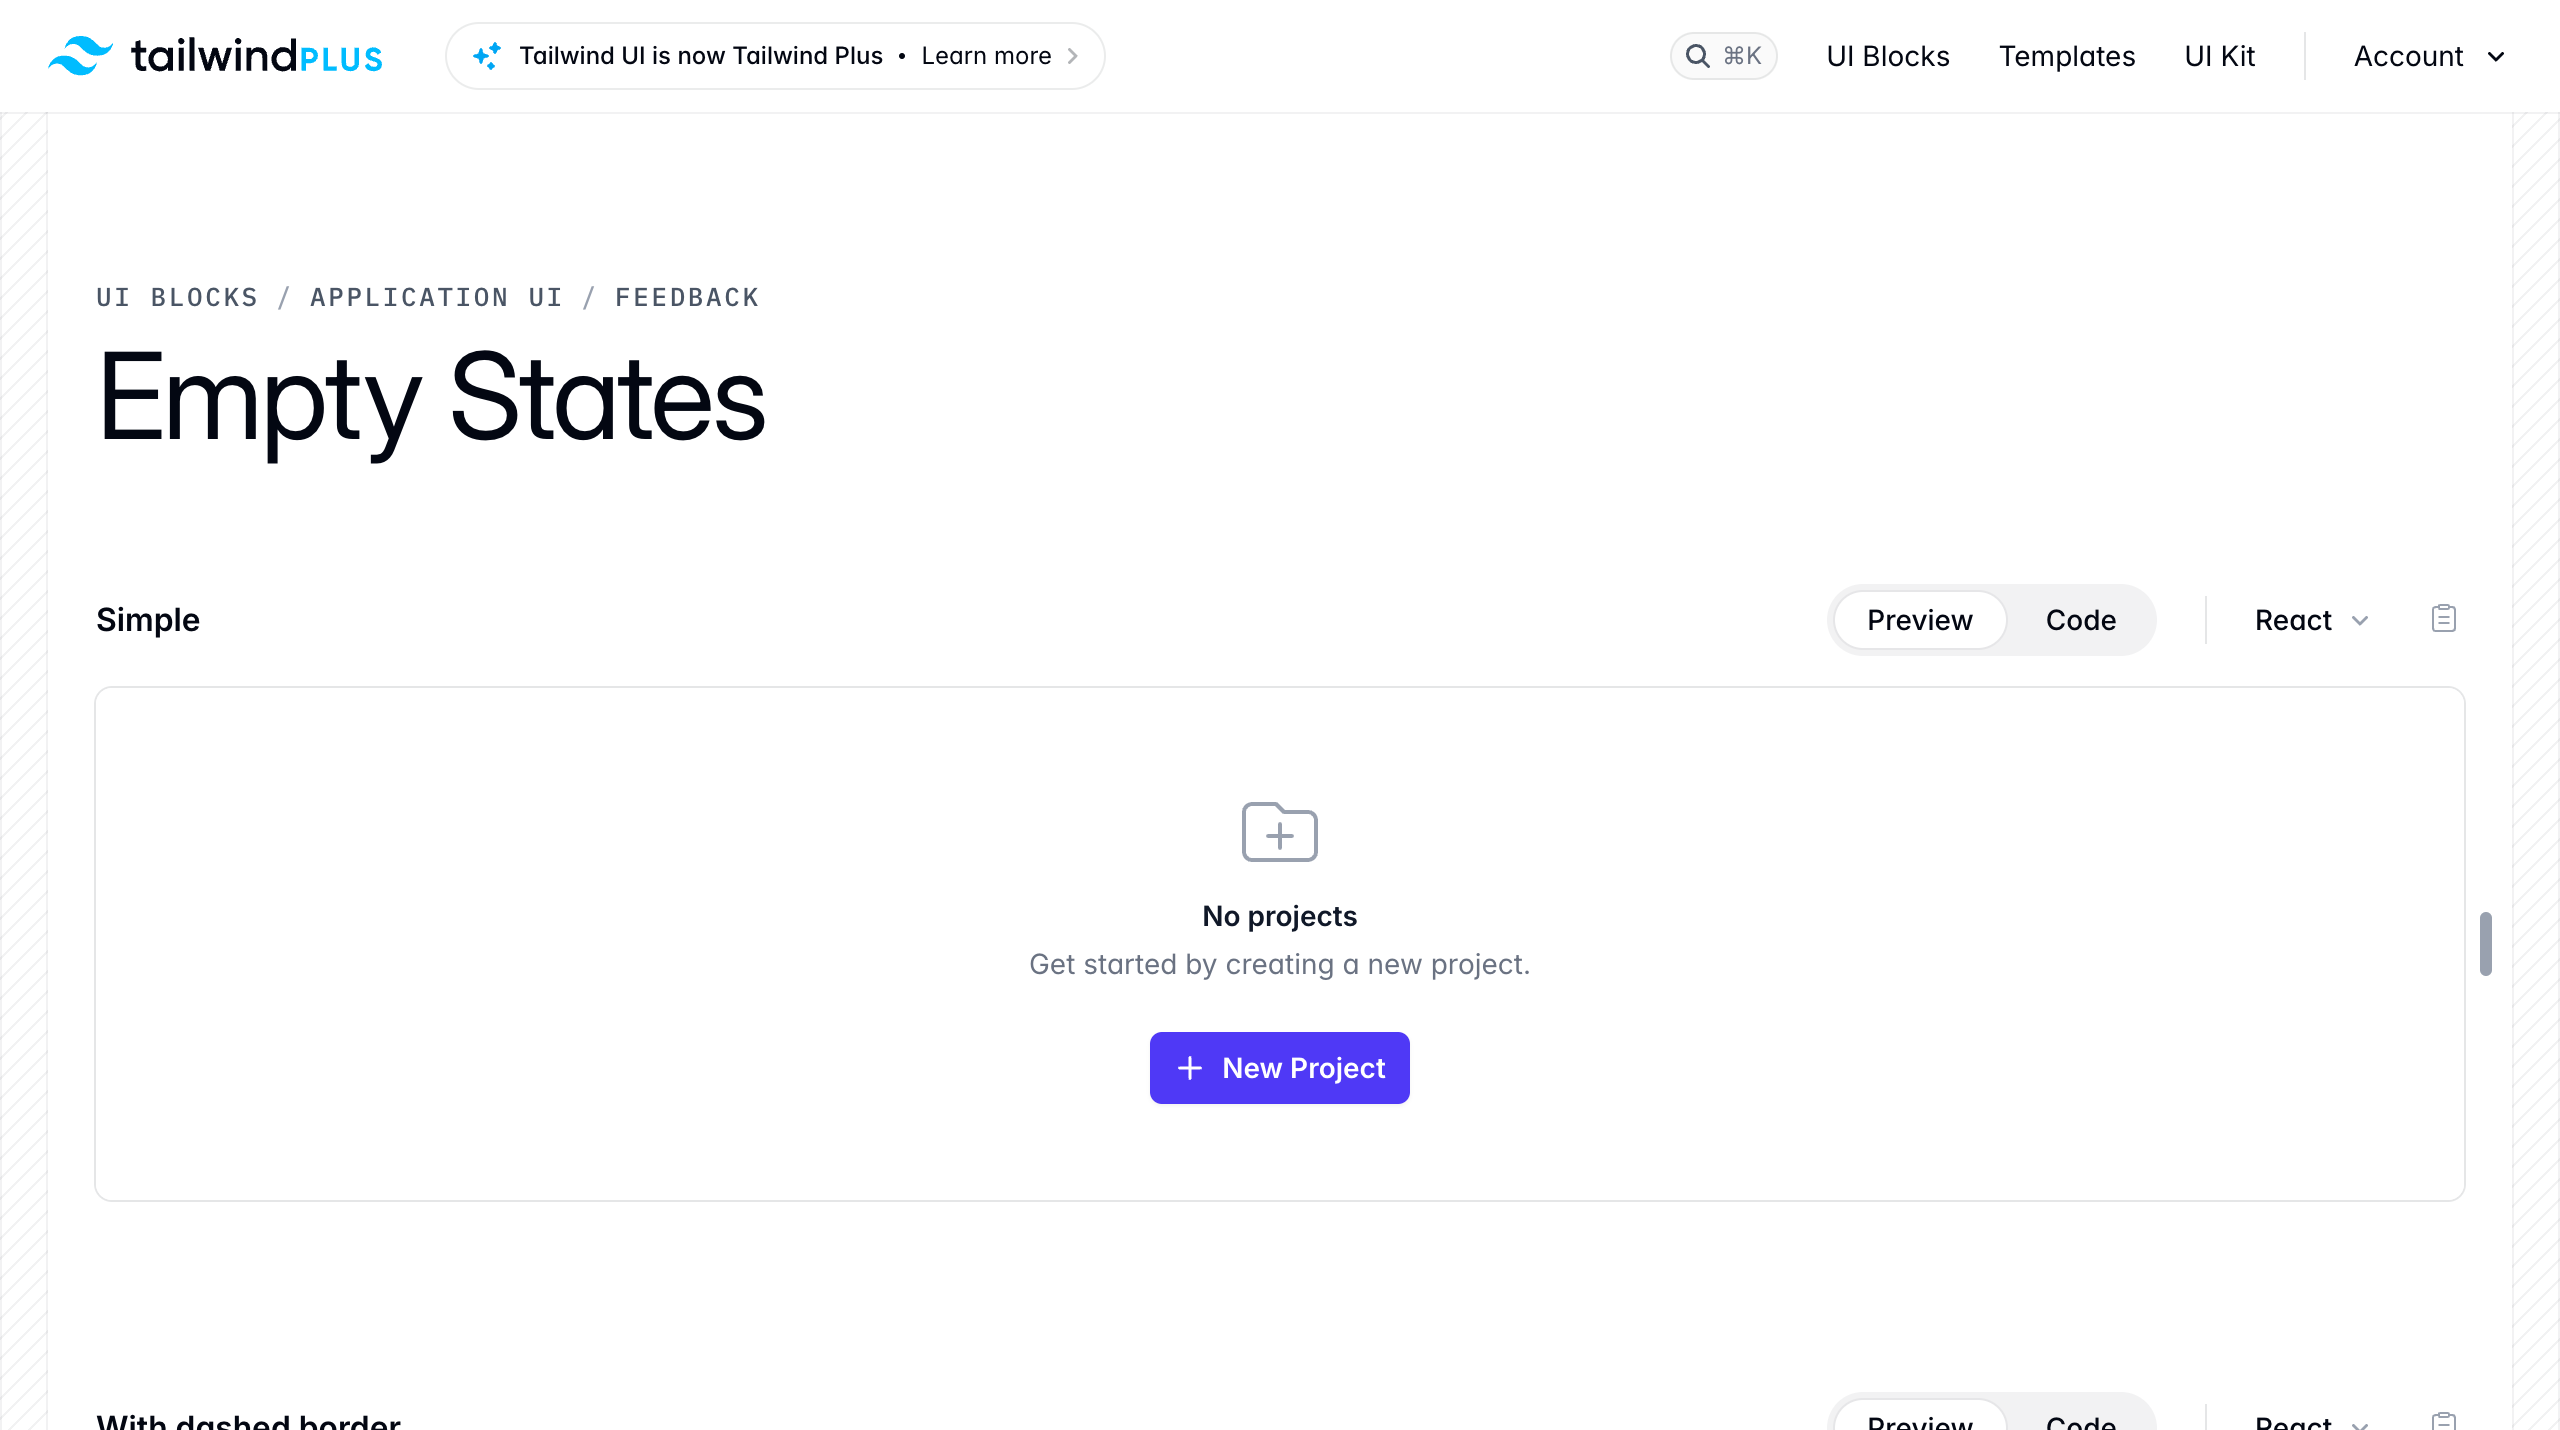 tailwindPLUS
Tailwind UI is now Tailwind Plus • Learn more
⌘K
UI Blocks
Templates
UI Kit
Account
UI BLOCKS / APPLICATION UI / FEEDBACK
Empty States
Simple
Preview
Code
React
No projects
Get started by creating a new project.
New Project
With dashed border
Preview
Code
React